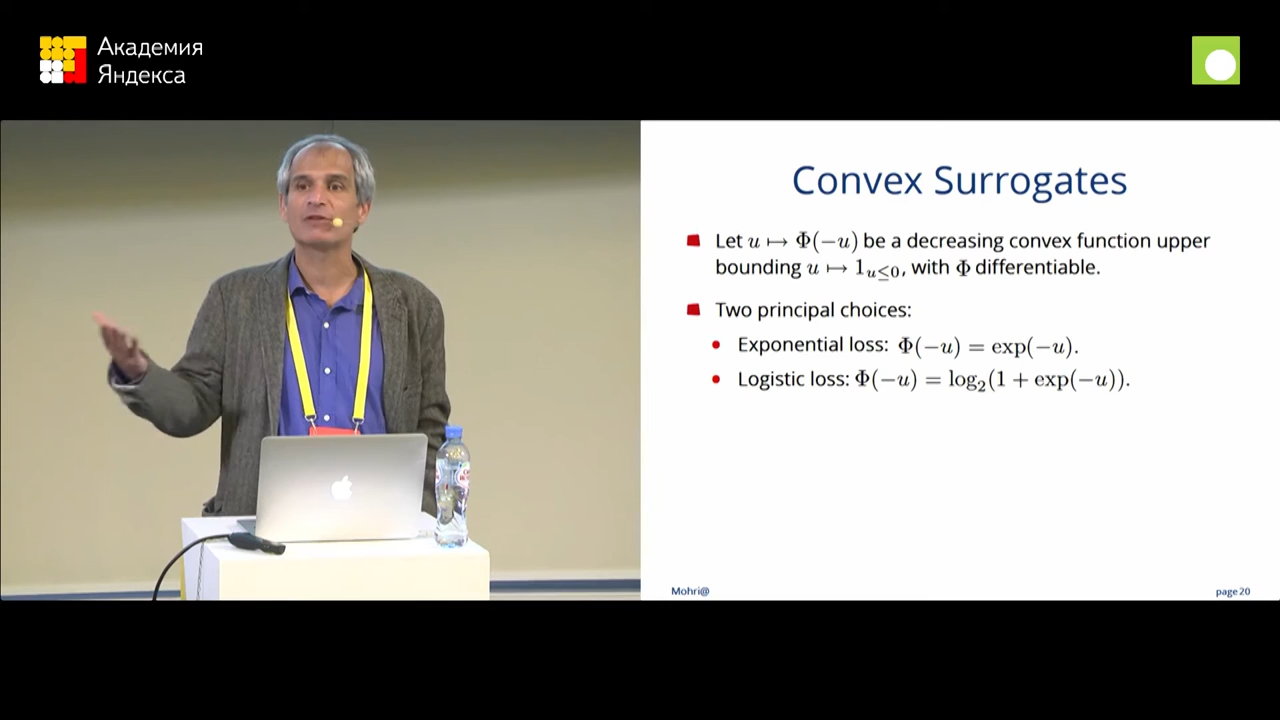 Академия
Яндекса
Convex Surrogates
Let u ↦ Φ(−u) be a decreasing convex function upper
bounding u ↦ 1_{u≤0}, with Φ differentiable.
Two principal choices:
Exponential loss: Φ(−u) = exp(−u).
Logistic loss: Φ(−u) = log₂(1 + exp(−u)).
Mohri@
page 20